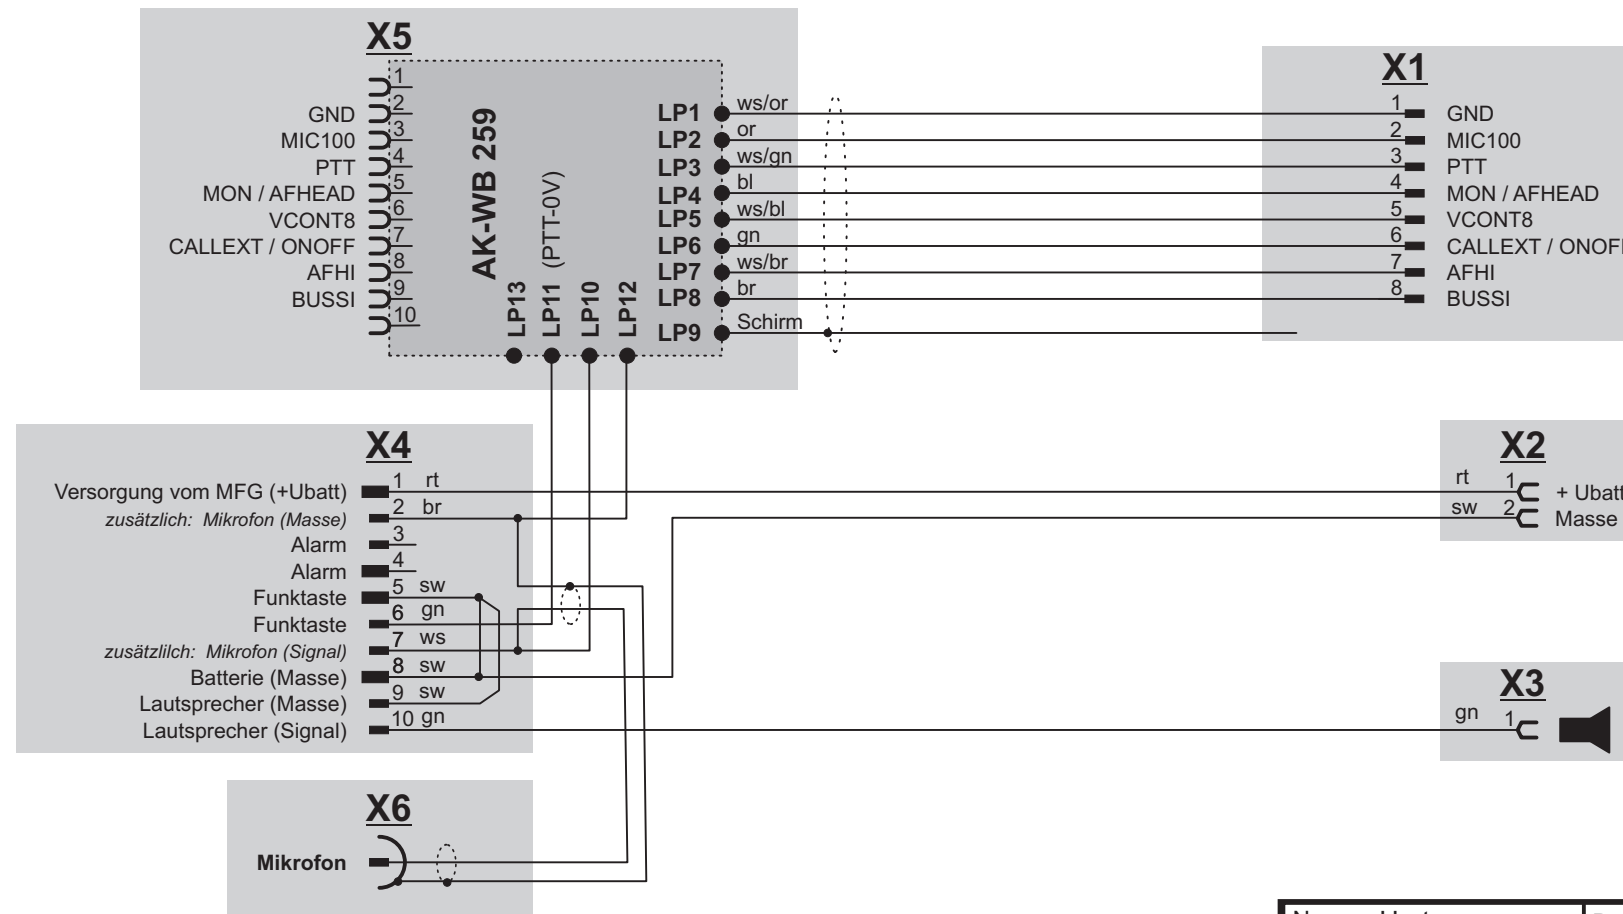 X5
1
GND 2
MIC100 3
PTT 4
MON / AFHEAD 5
VCONT8 6
CALLEXT / ONOFF 7
AFHI 8
BUSSI 9
10
AK-WB 259
(PTT-0V)
LP13
LP11
LP10
LP12
LP1 ws/or
LP2 or
LP3 ws/gn
LP4 bl
LP5 ws/bl
LP6 gn
LP7 ws/br
LP8 br
LP9 Schirm
X1
1 GND
2 MIC100
3 PTT
4 MON / AFHEAD
5 VCONT8
6 CALLEXT / ONOF
7 AFHI
8 BUSSI
X4
Versorgung vom MFG (+Ubatt) 1 rt
zusätzlich: Mikrofon (Masse) 2 br
Alarm 3
Alarm 4
Funktaste 5 sw
Funktaste 6 gn
zusätzlilch: Mikrofon (Signal) 7 ws
Batterie (Masse) 8 sw
Lautsprecher (Masse) 9 sw
Lautsprecher (Signal) 10 gn
X2
rt 1 + Ubatt
sw 2 Masse
X3
gn 1
X6
Mikrofon